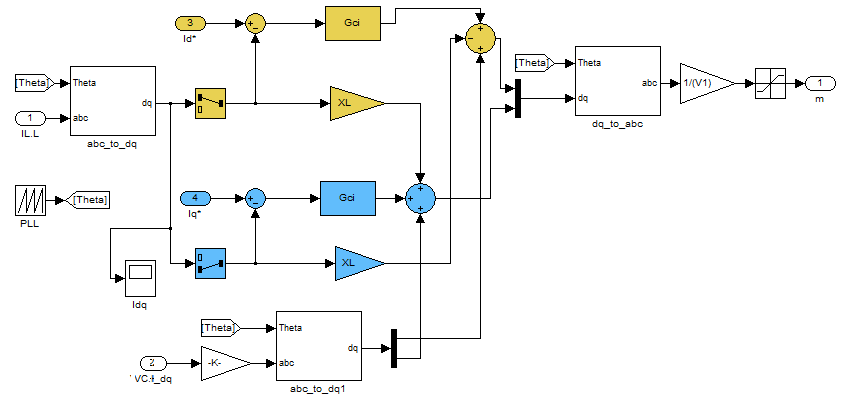 3
Id*
Gci
[Theta]
Theta
abc
dq
abc_to_dq
1
IL.L
XL
[Theta]
Theta
dq
abc
dq_to_abc
1/(V1)
1
m
PLL
[Theta]
4
Iq*
Gci
XL
Idq
[Theta]
Theta
abc
dq
abc_to_dq1
2
-K-